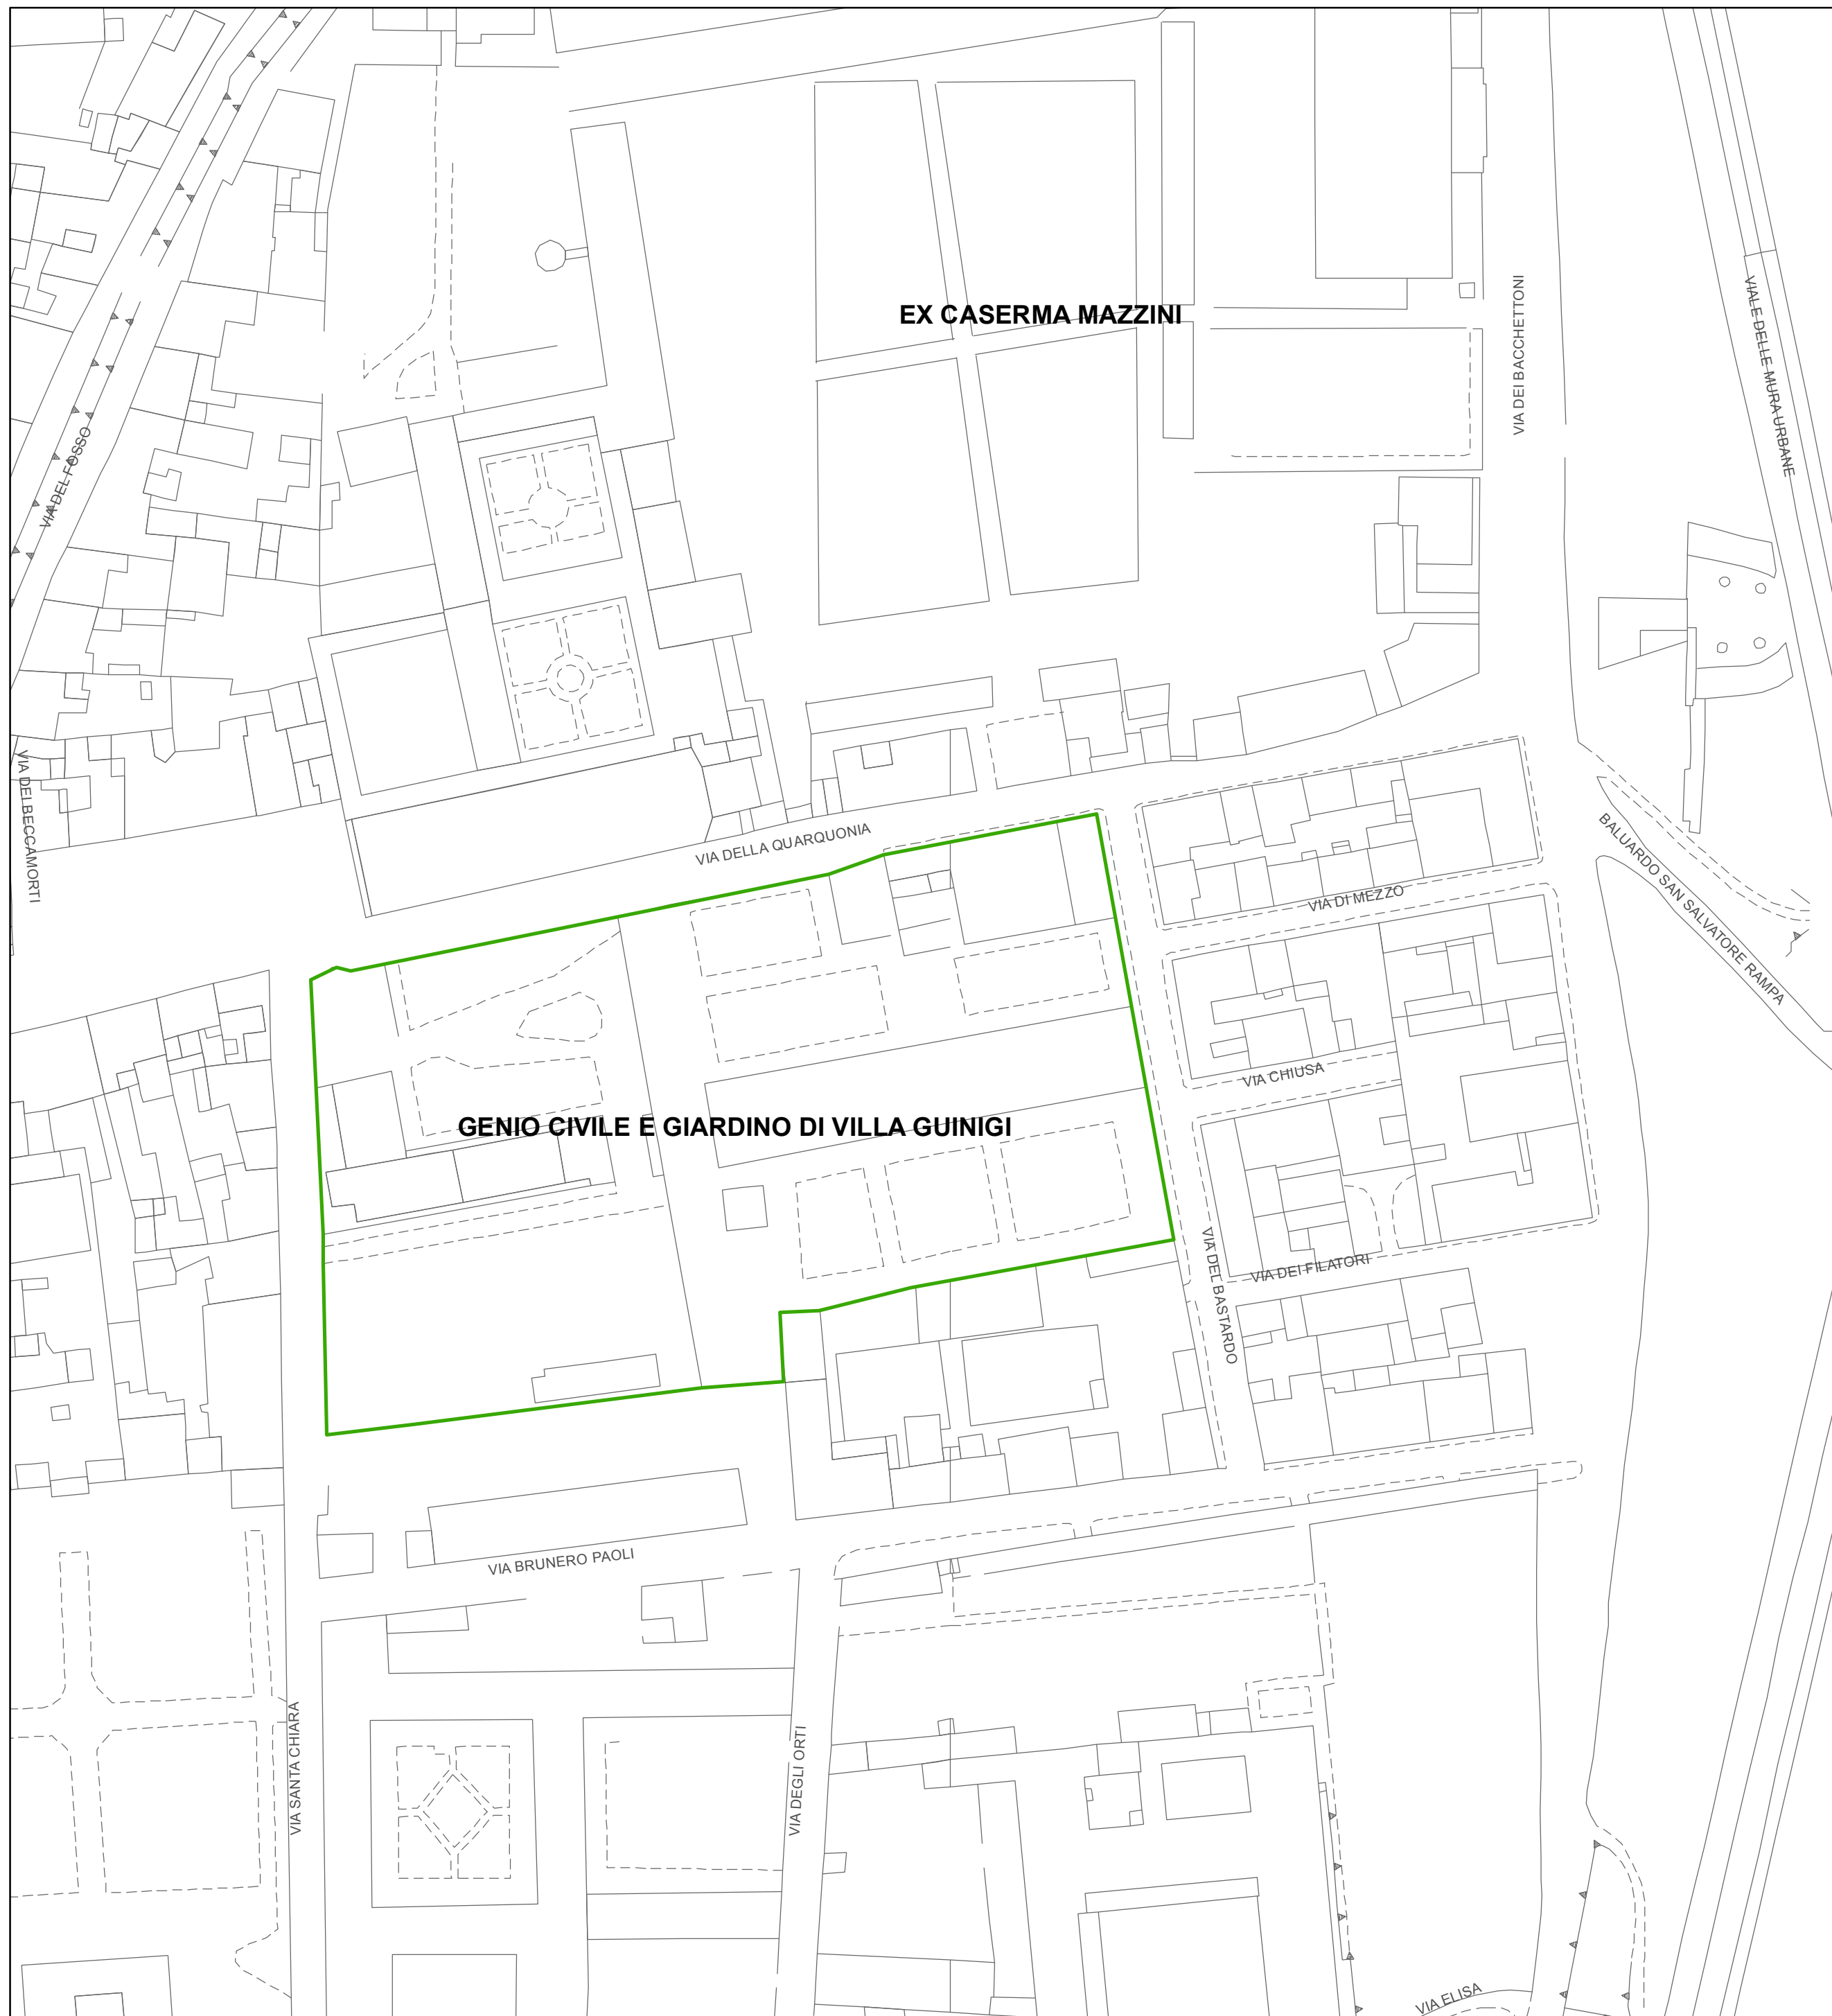 EX CASERMA MAZZINI
VIA DEI BACCHETTONI
VIALE DELLE MURA URBANE
VIA DEL FOSSO
VIA DEI BECCAMORTI
VIA DELLA QUARQUONIA
BALUARDO SAN SALVATORE RAMPA
VIA DI MEZZO
VIA CHIUSA
GENIO CIVILE E GIARDINO DI VILLA GUINIGI
VIA DEI FILATORI
VIA DEL BASTARDO
VIA BRUNERO PAOLI
VIA SANTA CHIARA
VIA DEGLI ORTI
VIA ELISA